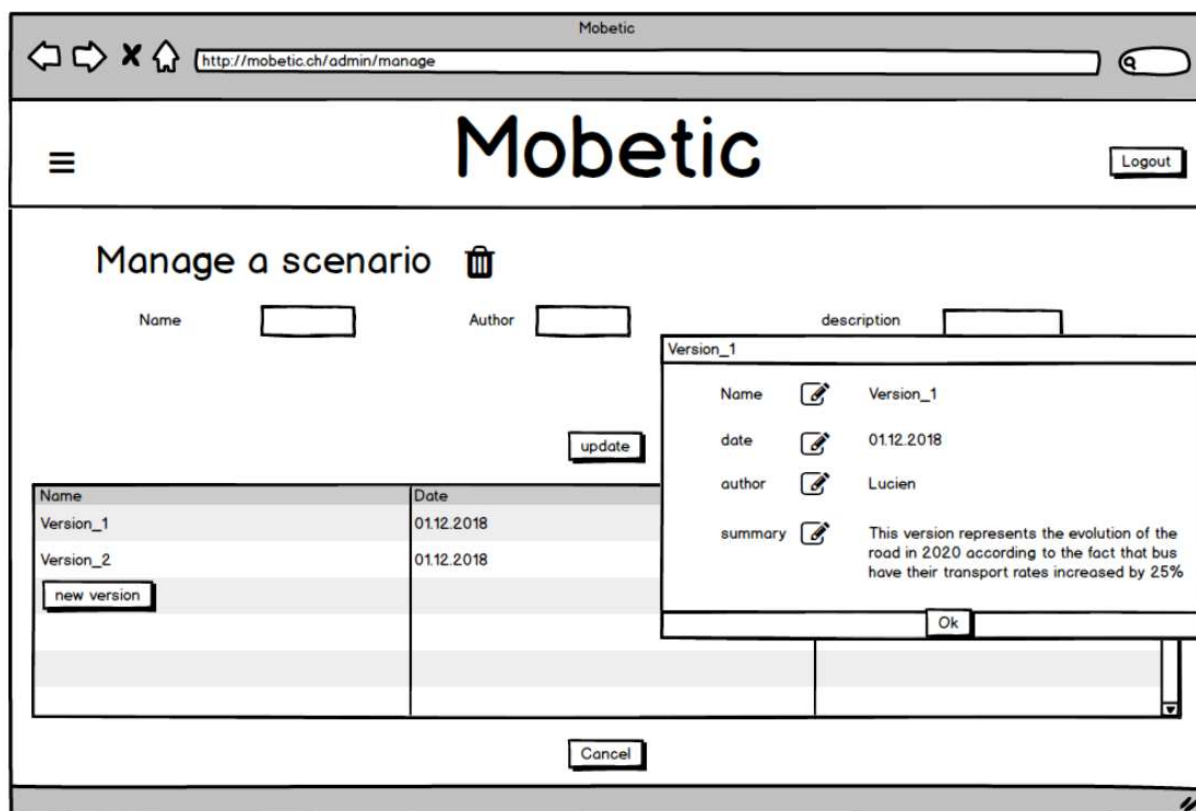 Mobetic
http://mobetic.ch/admin/manage
Mobetic
Logout
Manage a scenario
Name
Author
description
Version_1
Name
Version_1
date
01.12.2018
author
Lucien
summary
This version represents the evolution of the
road in 2020 according to the fact that bus
have their transport rates increased by 25%
Ok
update
Name
Date
Version_1
01.12.2018
Version_2
01.12.2018
new version
Cancel